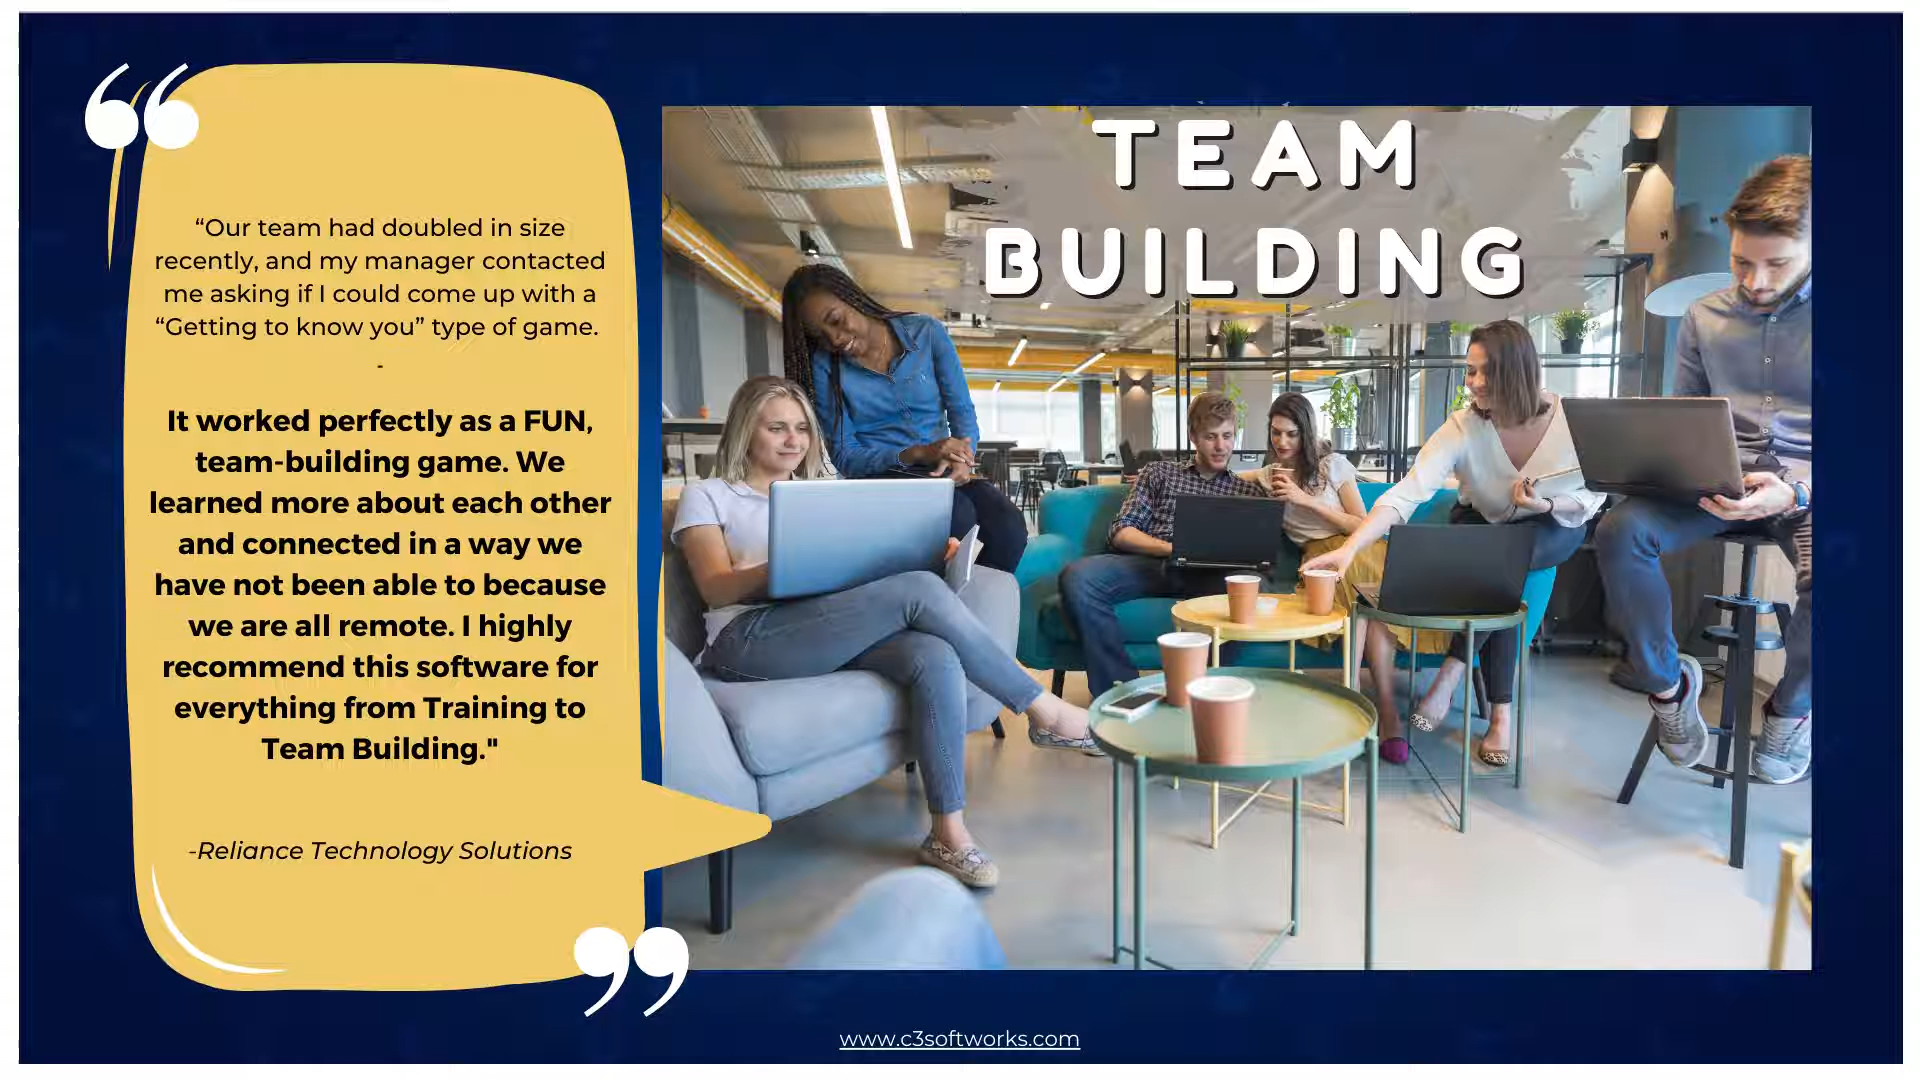 “Our team had doubled in size
recently, and my manager contacted
me asking if I could come up with a
“Getting to know you” type of game.
-
It worked perfectly as a FUN,
team-building game. We
learned more about each other
and connected in a way we
have not been able to because
we are all remote. I highly
recommend this software for
everything from Training to
Team Building."
-Reliance Technology Solutions
TEAM
BUILDING
www.c3softworks.com